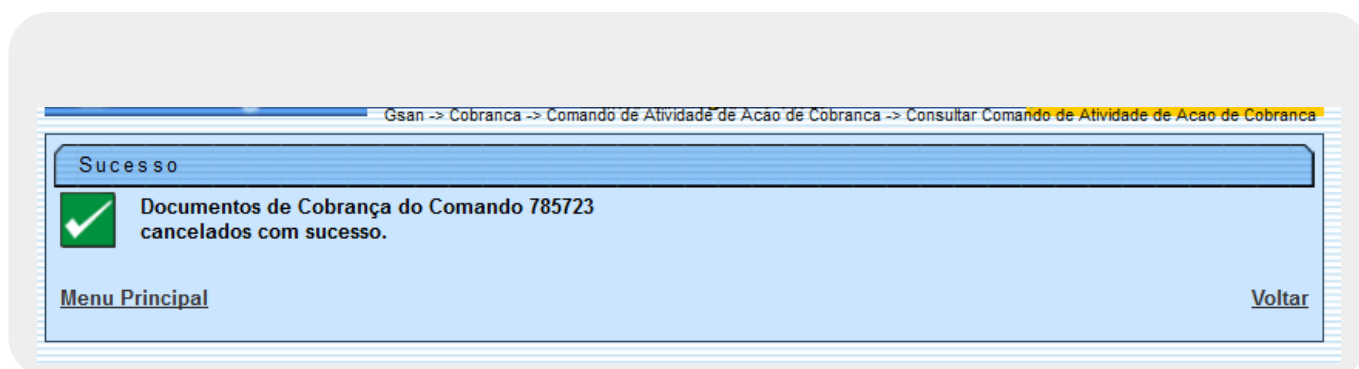 Gsan -> Cobranca -> Comando de Atividade de Acao de Cobranca -> Consultar Comando de Atividade de Acao de Cobranca
Sucesso
Documentos de Cobrança do Comando 785723
cancelados com sucesso.
Menu Principal
Voltar